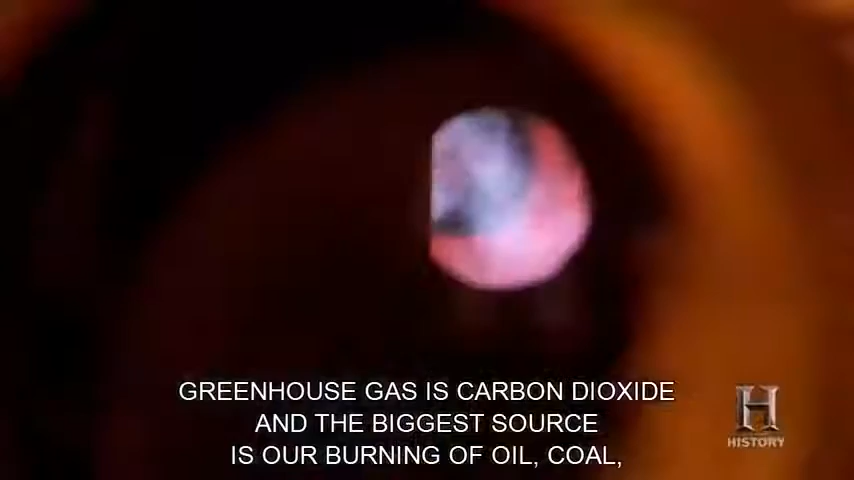 GREENHOUSE GAS IS CARBON DIOXIDE
AND THE BIGGEST SOURCE
IS OUR BURNING OF OIL, COAL,
H
HISTORY